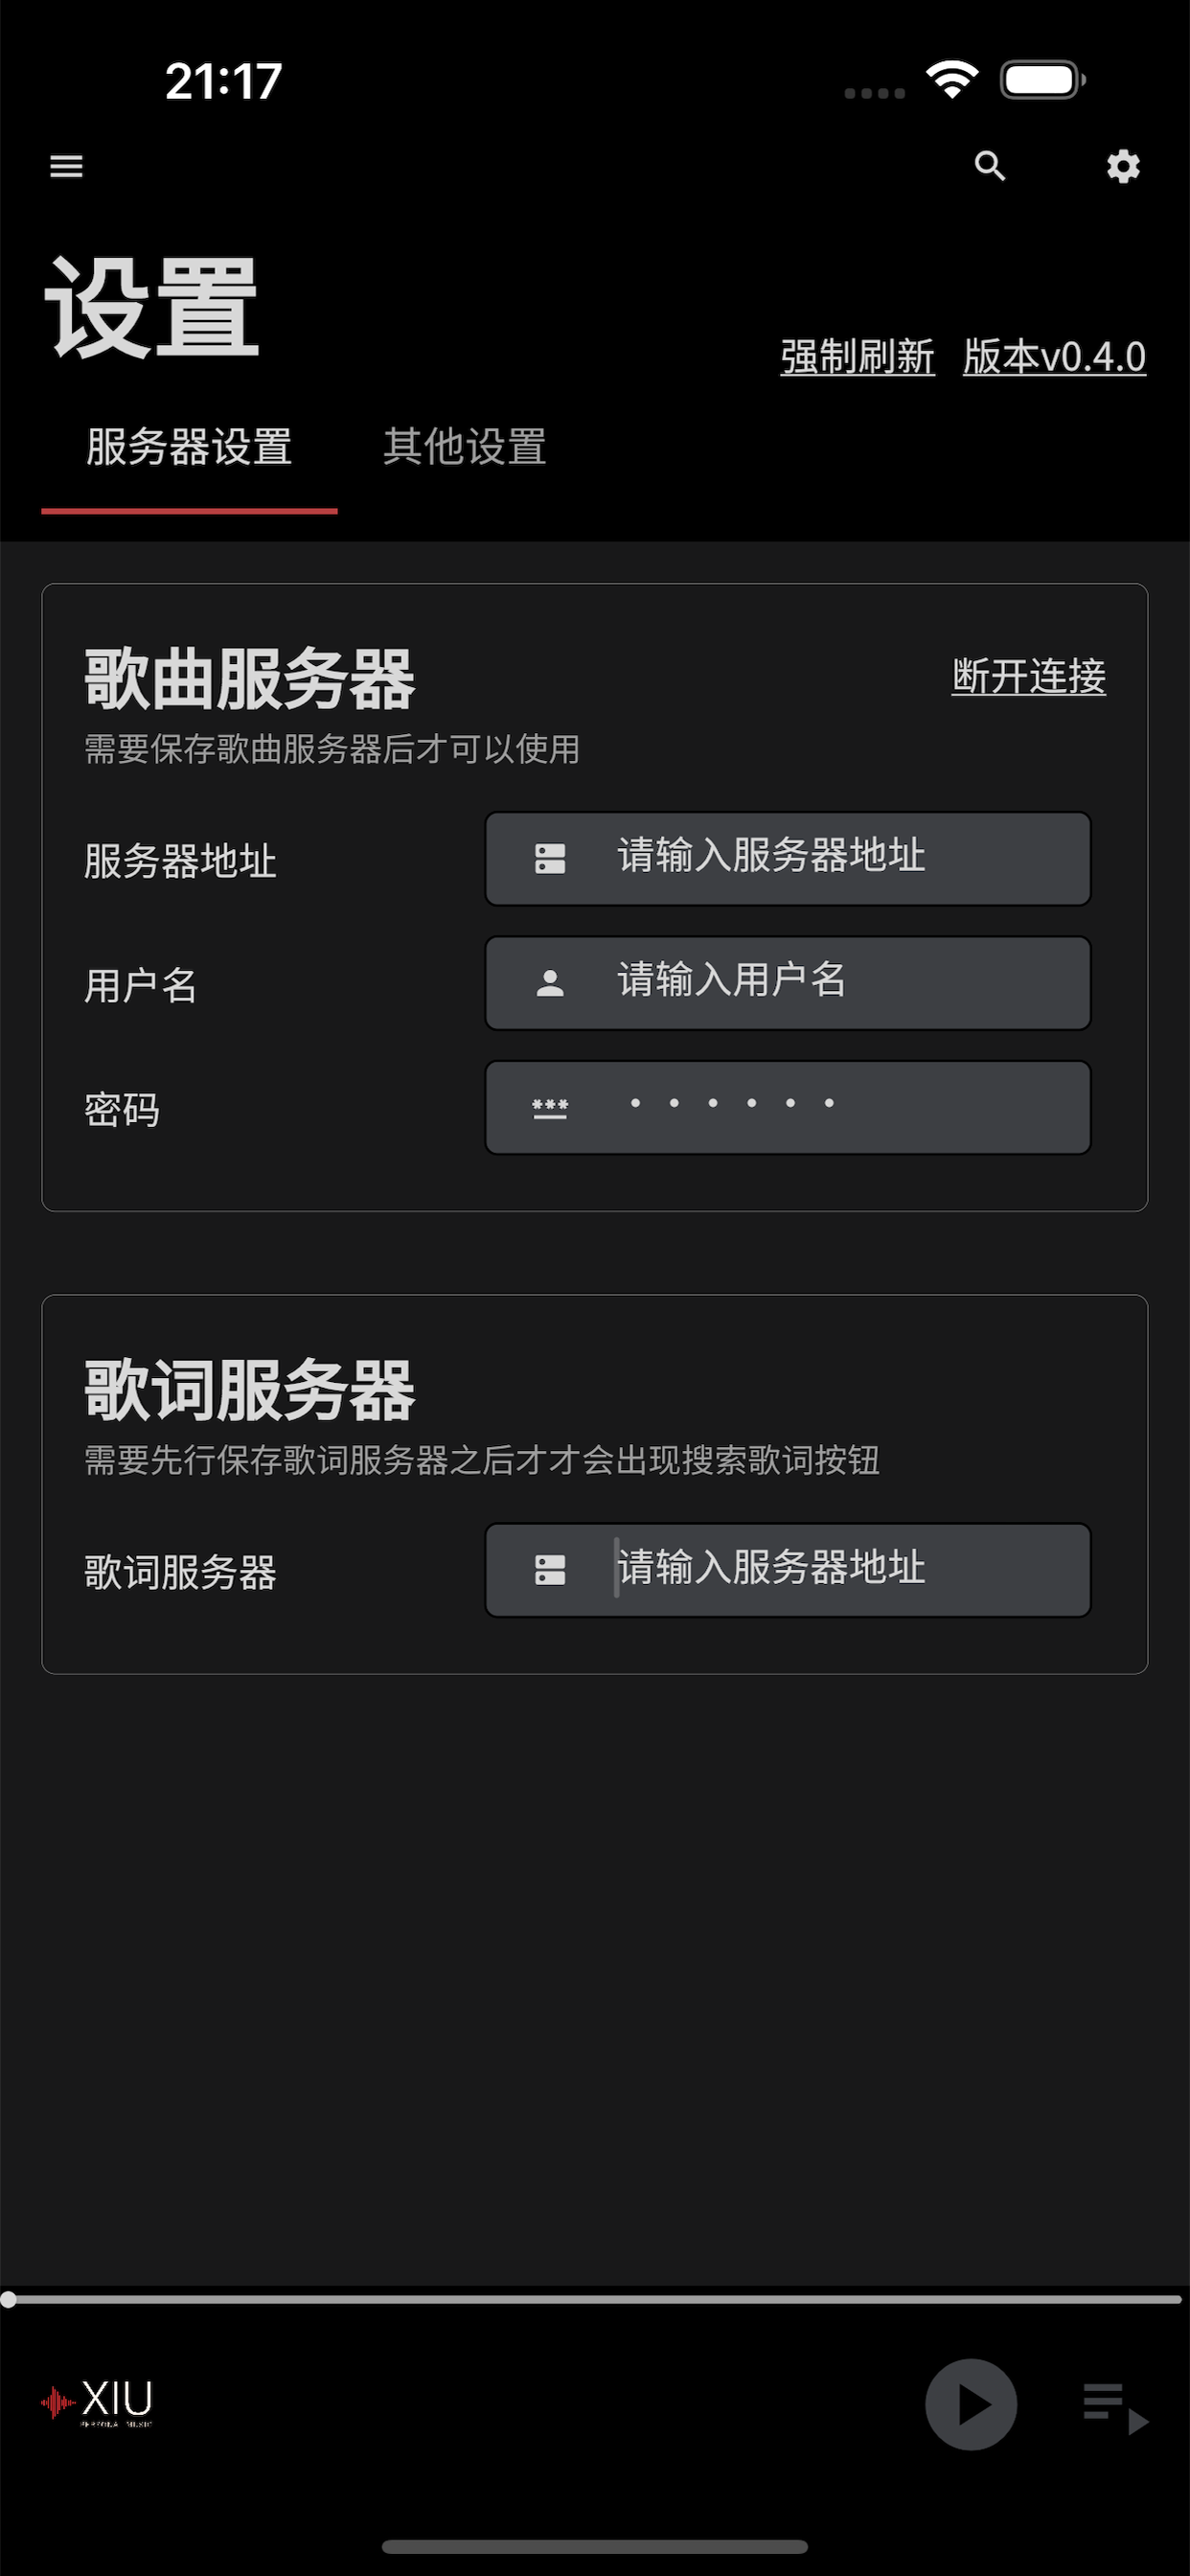 21:17
设置
强制刷新 版本v0.4.0
服务器设置 其他设置
歌曲服务器 断开连接
需要保存歌曲服务器后才可以使用
服务器地址 请输入服务器地址
用户名 请输入用户名
密码 ••••••
歌词服务器
需要先行保存歌词服务器之后才才会出现搜索歌词按钮
歌词服务器 请输入服务器地址
XIU